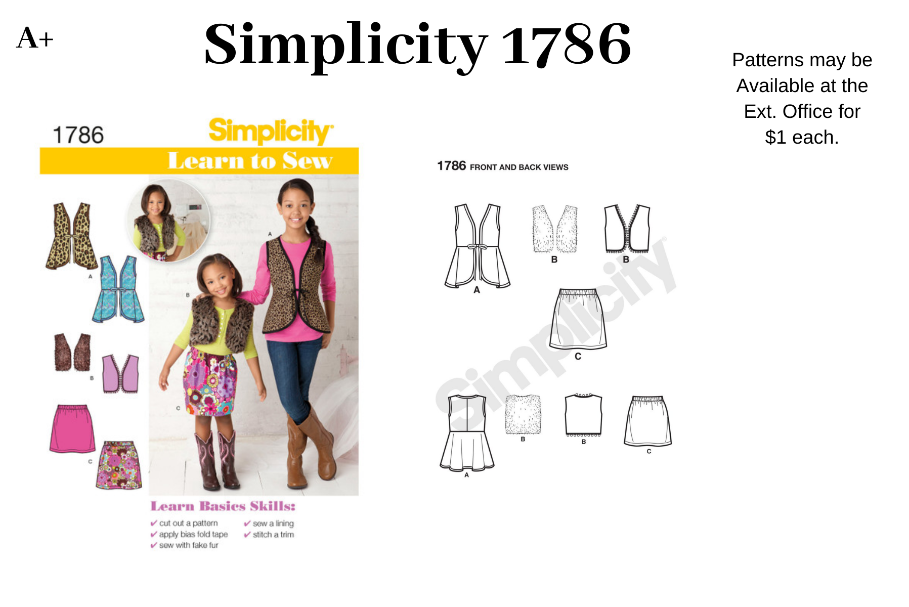 A+
Simplicity 1786
Patterns may be
Available at the
Ext. Office for
$1 each.
1786
Simplicity
Learn to Sew
A
B
C
A
B
C
Learn Basics Skills:
✓ cut out a pattern
✓ apply bias fold tape
✓ sew with fake fur
✓ sew a lining
✓ stitch a trim
1786 FRONT AND BACK VIEWS
A
B
B
C
Simplicity
A
B
B
C